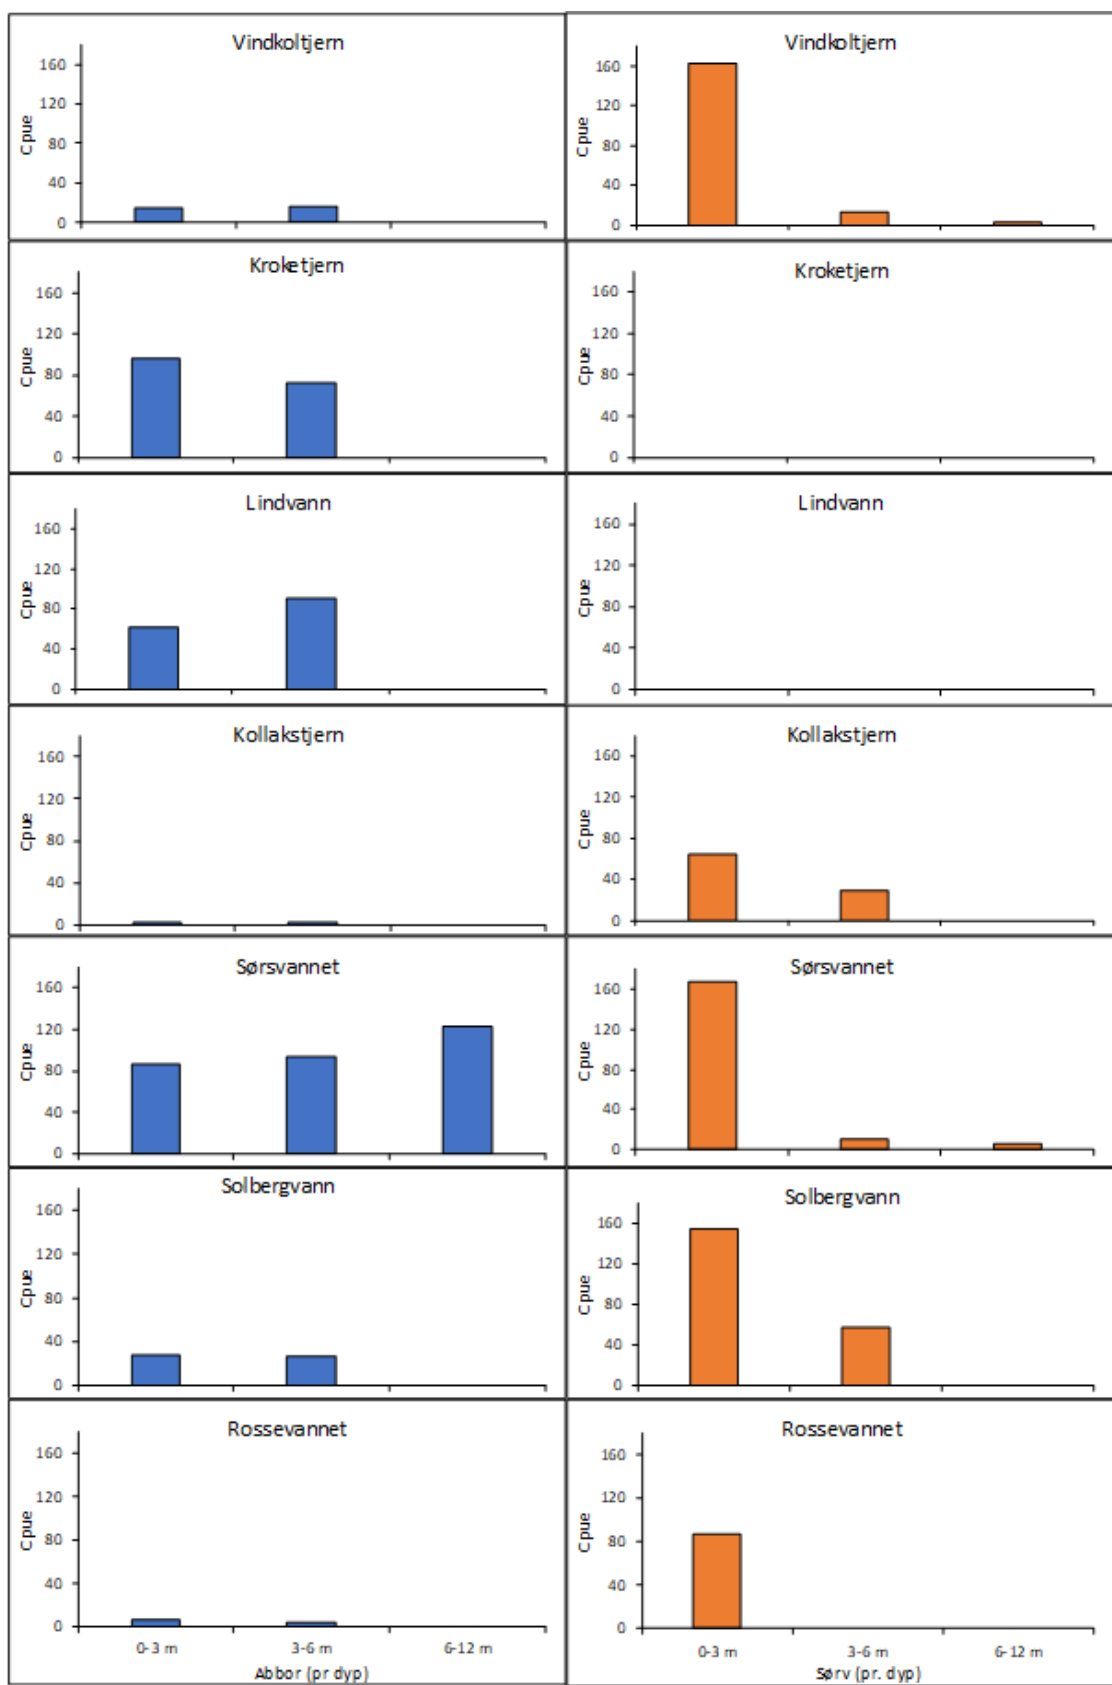 Vindkoltjern
160
120
80
40
0
Cpue
Vindkoltjern
160
120
80
40
0
Cpue
Kroketjern
160
120
80
40
0
Cpue
Kroketjern
160
120
80
40
0
Cpue
Lindvann
160
120
80
40
0
Cpue
Lindvann
160
120
80
40
0
Cpue
Kollakstjern
160
120
80
40
0
Cpue
Kollakstjern
160
120
80
40
0
Cpue
Sørsvannet
160
120
80
40
0
Cpue
Sørsvannet
160
120
80
40
0
Cpue
Solbergvann
160
120
80
40
0
Cpue
Solbergvann
160
120
80
40
0
Cpue
Rossevannet
160
120
80
40
0
Cpue
0-3 m 3-6 m 6-12 m
Abbor (pr dyp)
Rossevannet
160
120
80
40
0
Cpue
0-3 m 3-6 m 6-12 m
Sørv (pr. dyp)